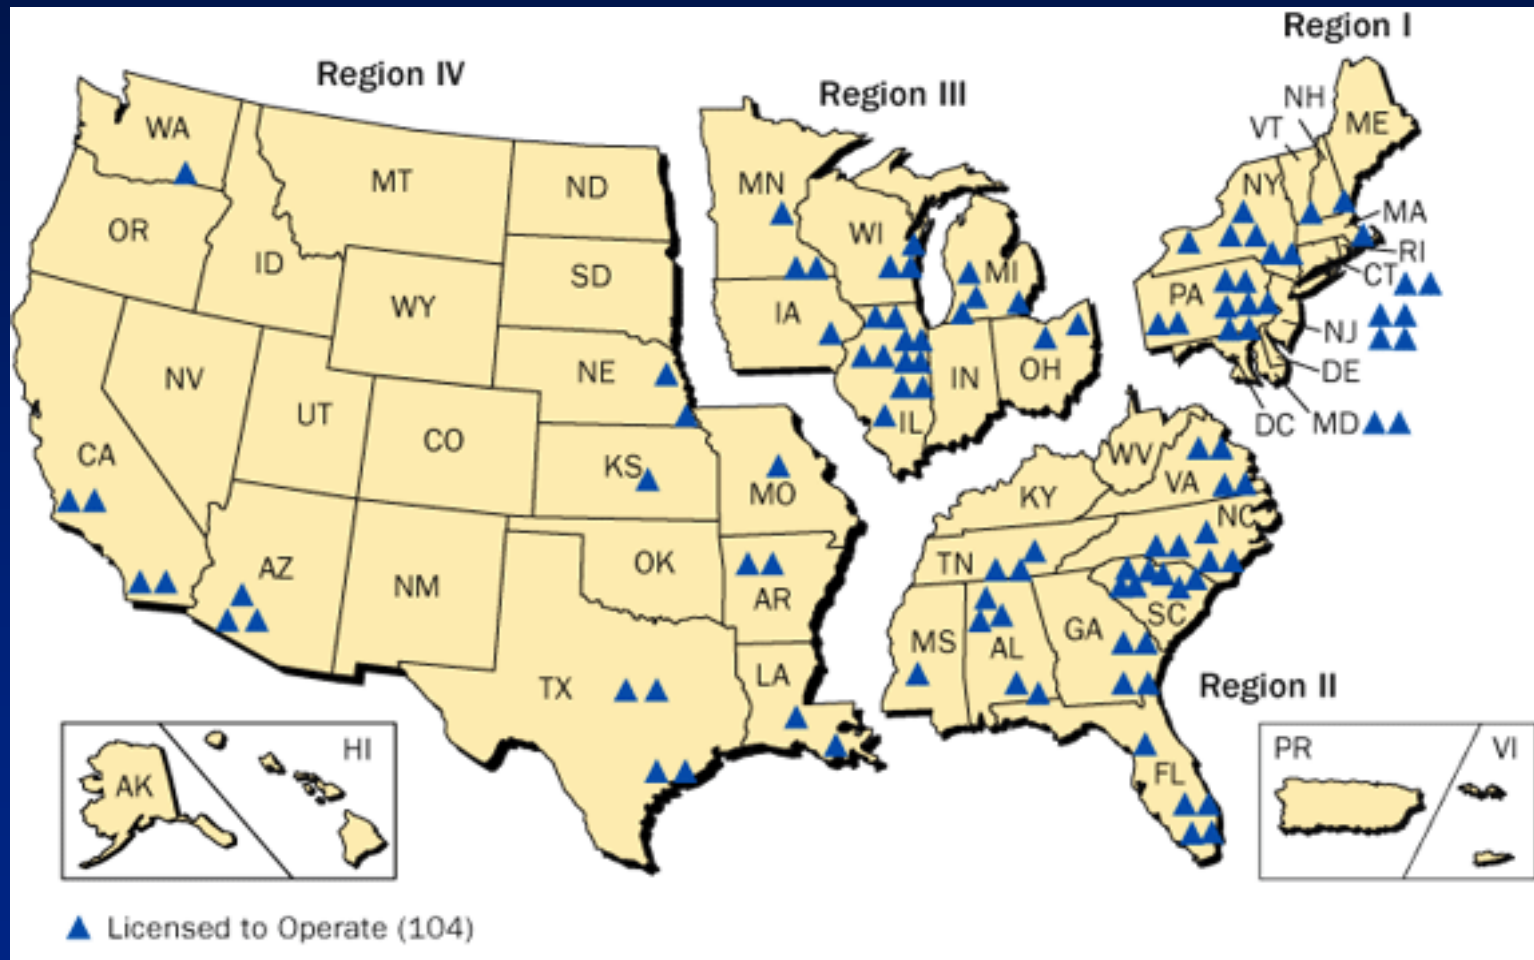 Region I
Region IV
Region III
NH
VT
ME
WA
MT
ND
MN
NY
OR
ID
SD
WI
MI
MA
RI
CT
WY
IA
PA
NJ
NV
NE
IN
OH
DE
UT
CO
IL
DC
MD
CA
KS
MO
WV
KY
VA
NC
AZ
NM
OK
AR
TN
SC
MS
AL
GA
TX
LA
Region II
HI
AK
FL
PR
VI
Licensed to Operate (104)